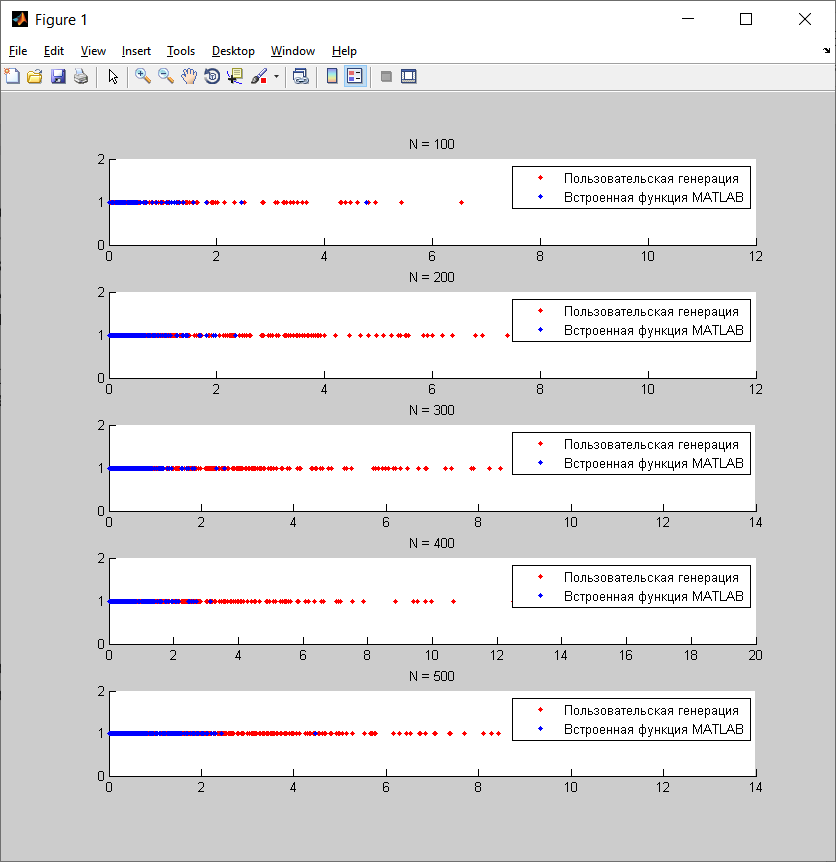 Figure 1
File Edit View Insert Tools Desktop Window Help
N = 100
2
1
0
Пользовательская генерация
Встроенная функция MATLAB
0 2 4 6 8 10 12
N = 200
2
1
0
Пользовательская генерация
Встроенная функция MATLAB
0 2 4 6 8 10 12
N = 300
2
1
0
Пользовательская генерация
Встроенная функция MATLAB
0 2 4 6 8 10 12 14
N = 400
2
1
0
Пользовательская генерация
Встроенная функция MATLAB
0 2 4 6 8 10 12 14 16 18 20
N = 500
2
1
0
Пользовательская генерация
Встроенная функция MATLAB
0 2 4 6 8 10 12 14